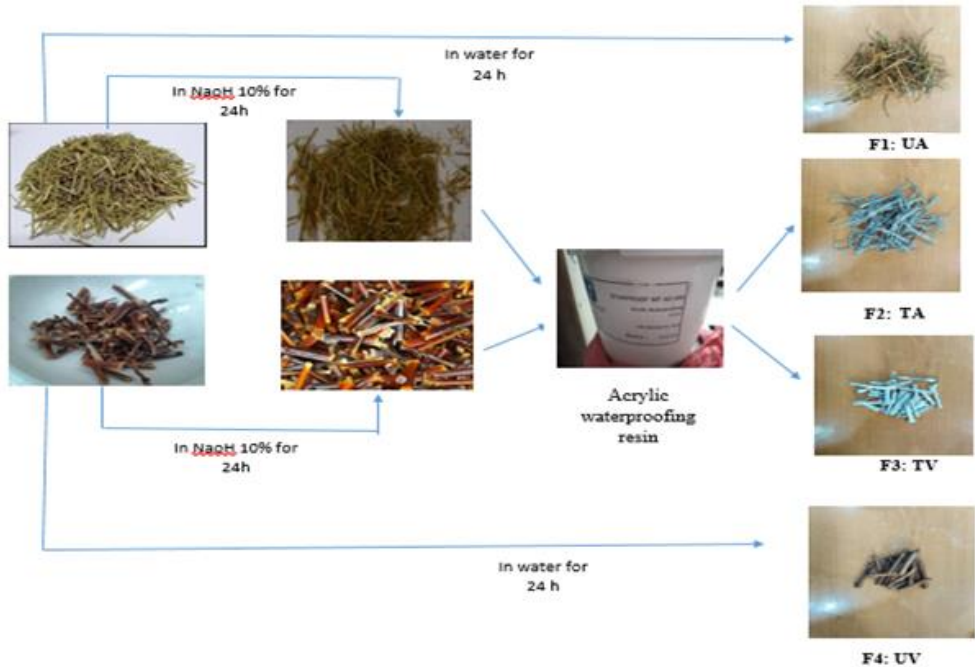 In water for
24 h
In NaoH 10% for
24h
F1: UA
F2: TA
Acrylic
waterproofing
resin
In NaoH 10% for
24h
F3: TV
In water for
24 h
F4: UV